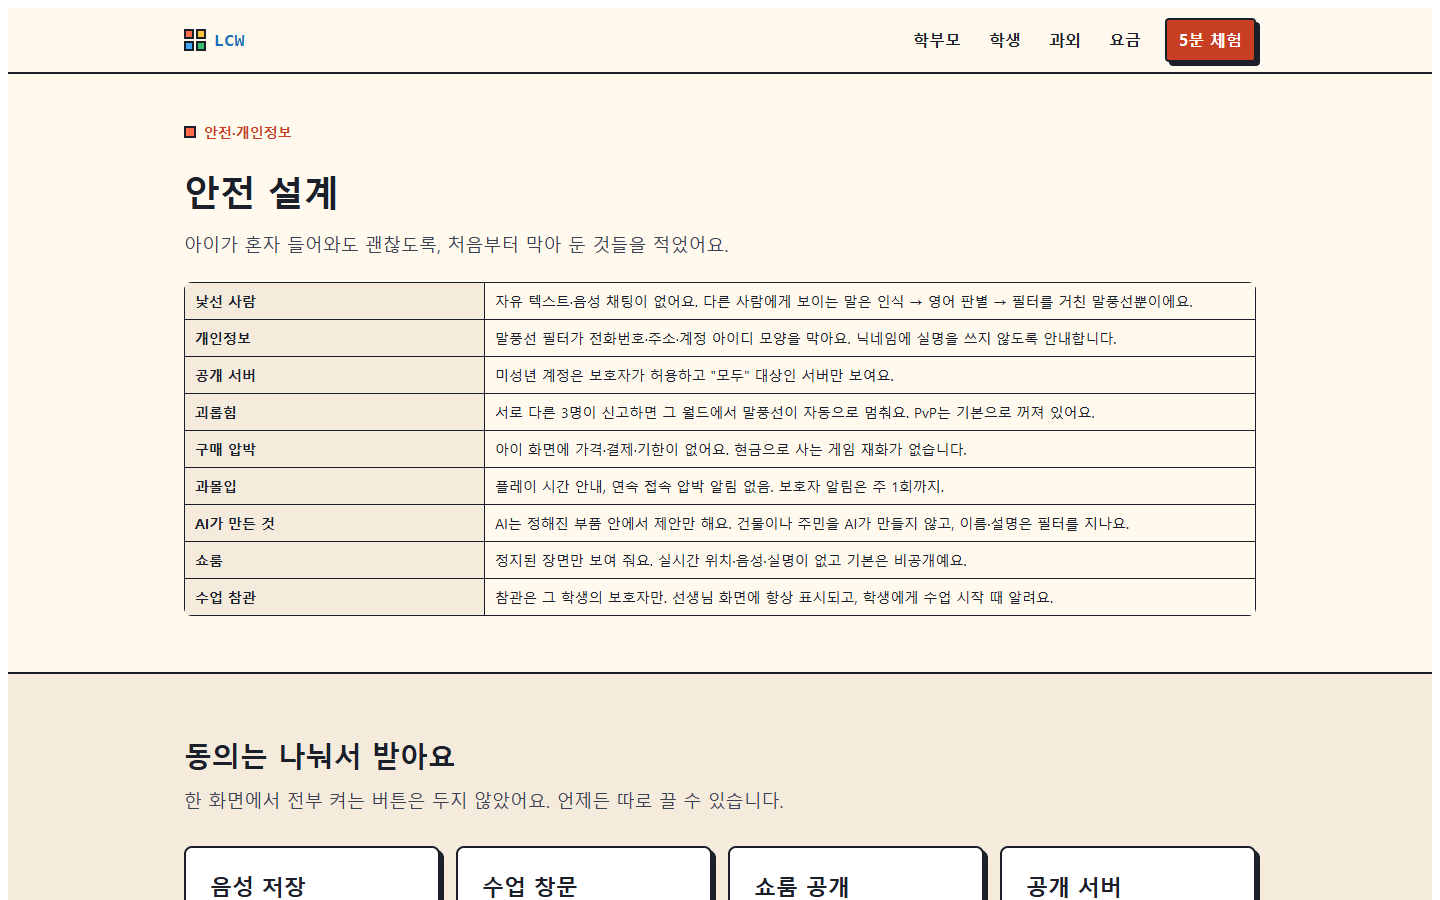 LCW
학부모
학생
과외
요금
5분 체험
안전·개인정보
안전 설계
아이가 혼자 들어와도 괜찮도록, 처음부터 막아 둔 것들을 적었어요.
낯선 사람 자유 텍스트·음성 채팅이 없어요. 다른 사람에게 보이는 말은 인식 → 영어 판별 → 필터를 거친 말풍선뿐이에요.
개인정보 말풍선 필터가 전화번호·주소·계정 아이디 모양을 막아요. 닉네임에 실명을 쓰지 않도록 안내합니다.
공개 서버 미성년 계정은 보호자가 허용하고 "모두" 대상인 서버만 보여요.
괴롭힘 서로 다른 3명이 신고하면 그 월드에서 말풍선이 자동으로 멈춰요. PvP는 기본으로 꺼져 있어요.
구매 압박 아이 화면에 가격·결제·기한이 없어요. 현금으로 사는 게임 재화가 없습니다.
과몰입 플레이 시간 안내, 연속 접속 압박 알림 없음. 보호자 알림은 주 1회까지.
AI가 만든 것 AI는 정해진 부품 안에서 제안만 해요. 건물이나 주민을 AI가 만들지 않고, 이름·설명은 필터를 지나요.
쇼룸 정지된 장면만 보여 줘요. 실시간 위치·음성·실명이 없고 기본은 비공개예요.
수업 참관 참관은 그 학생의 보호자만. 선생님 화면에 항상 표시되고, 학생에게 수업 시작 때 알려요.
동의는 나눠서 받아요
한 화면에서 전부 켜는 버튼은 두지 않았어요. 언제든 따로 끌 수 있습니다.
음성 저장
수업 창문
쇼룸 공개
공개 서버